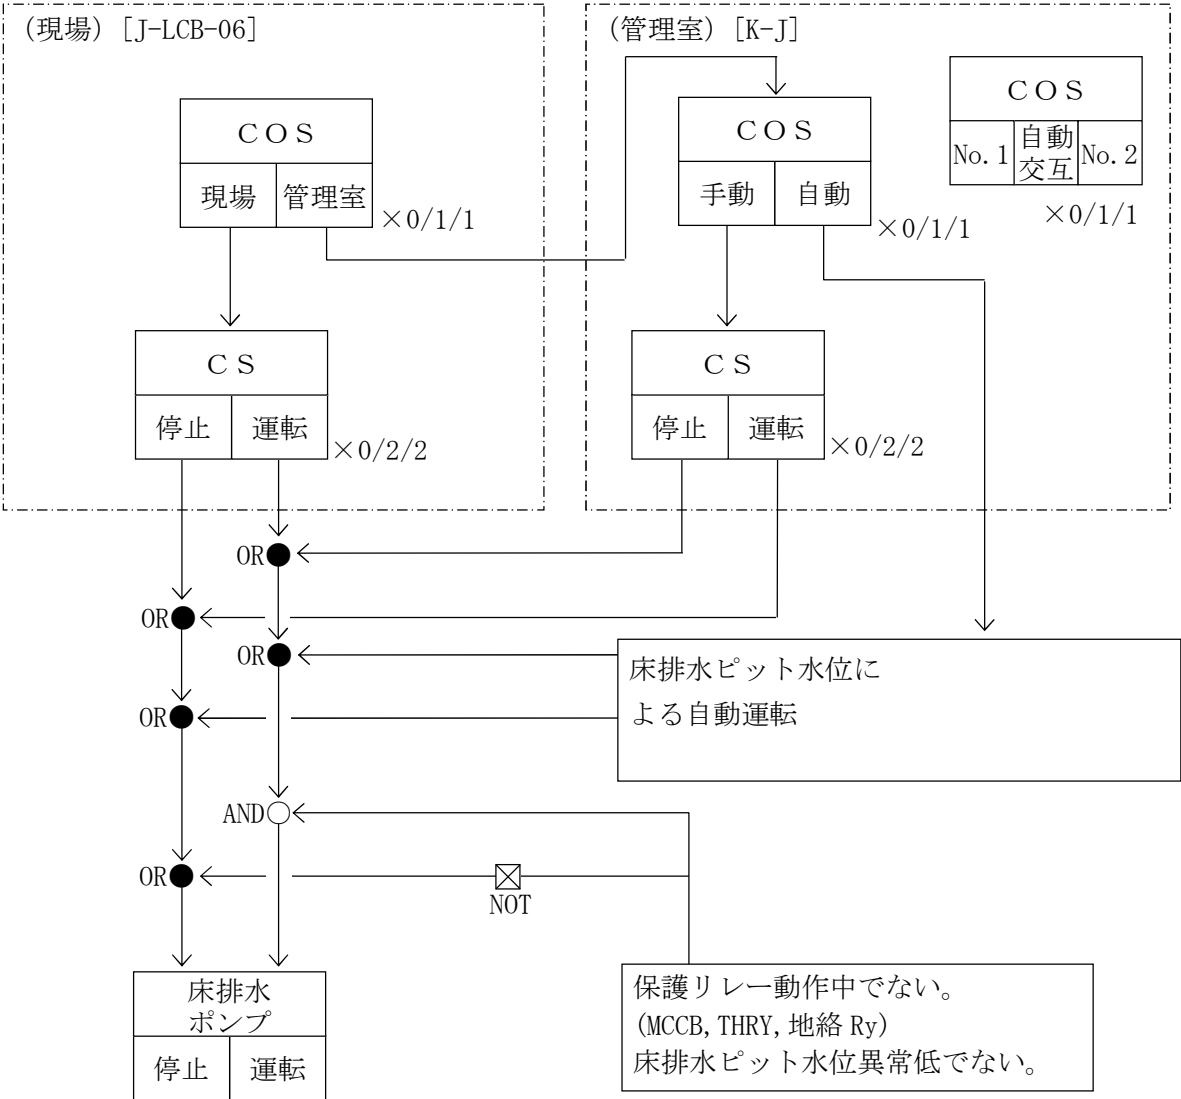 (現場) [J-LCB-06]
ＣＯＳ
現場 管理室
×0/1/1
ＣＳ
停止 運転
×0/2/2
(管理室) [K-J]
ＣＯＳ
手動 自動
×0/1/1
ＣＯＳ
No.1 自動 No.2
交互
×0/1/1
ＣＳ
停止 運転
×0/2/2
OR
OR
OR
床排水ピット水位に
よる自動運転
OR
AND
OR
NOT
床排水
ポンプ
停止 運転
保護リレー動作中でない。
(MCCB,THRY,地絡 Ry)
床排水ピット水位異常低でない。